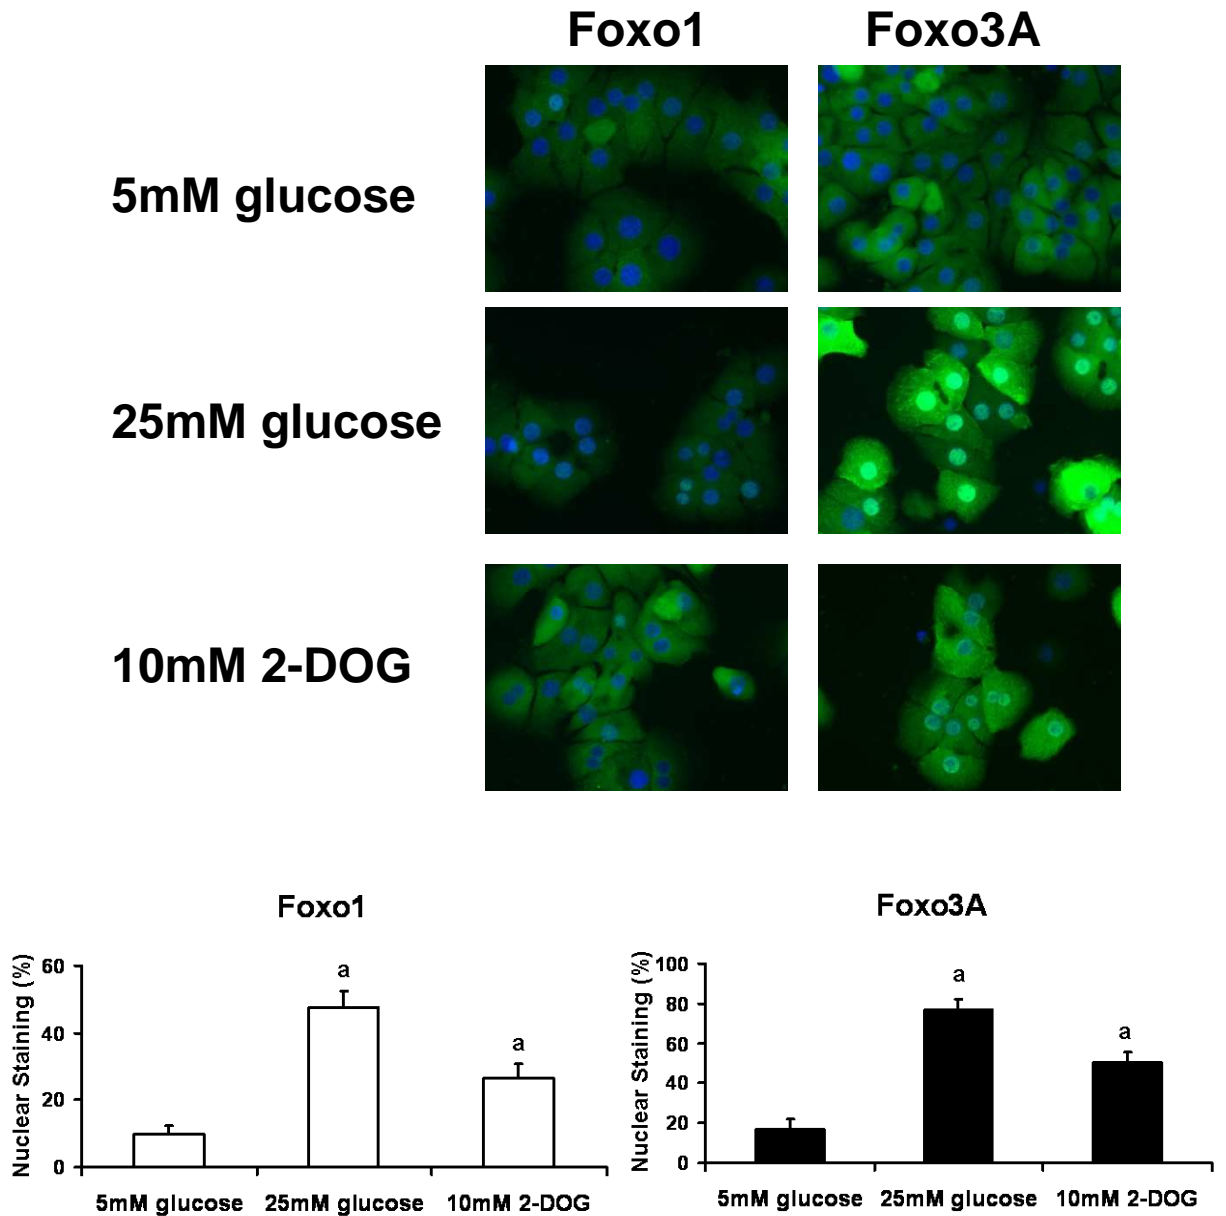 Foxo1 Foxo3A
5mM glucose
25mM glucose
10mM 2-DOG
Foxo1
Nuclear Staining (%)
60
40
20
0
a
a
5mM glucose 25mM glucose 10mM 2-DOG
Foxo3A
Nuclear Staining (%)
100
80
60
40
20
0
a
a
5mM glucose 25mM glucose 10mM 2-DOG